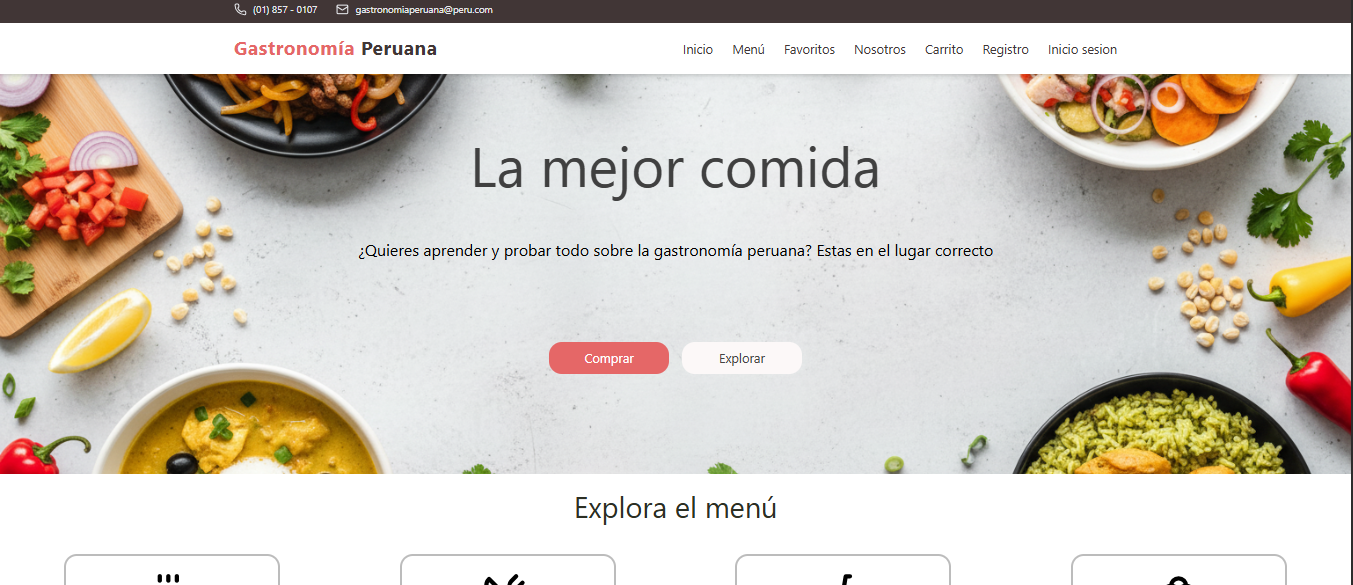 (01) 857 - 0107 gastronomiaperuana@peru.com
Gastronomía Peruana Inicio Menú Favoritos Nosotros Carrito Registro Inicio sesion
La mejor comida
¿Quieres aprender y probar todo sobre la gastronomía peruana? Estas en el lugar correcto
Comprar Explorar
Explora el menú